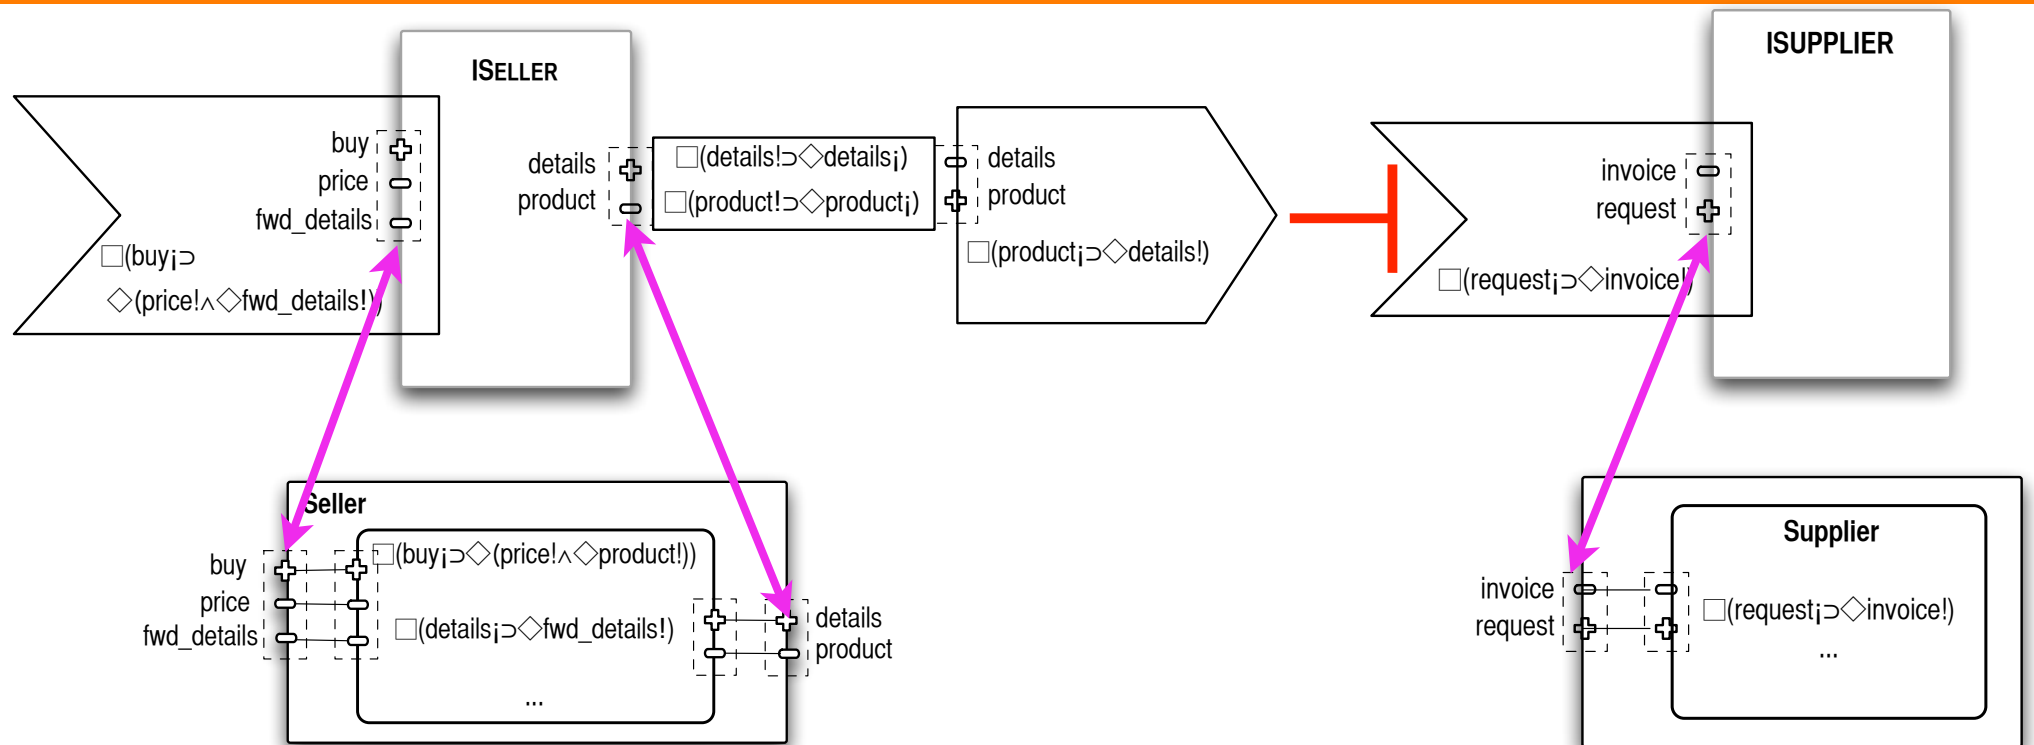 ISELLER
buy
price
fwd_details
□(buy¡⊃
◇(price!∧◇fwd_details!))
details
product
□(details!⊃◇details¡)
□(product!⊃◇product¡)
details
product
□(product¡⊃◇details!)
ISUPPLIER
invoice
request
□(request¡⊃◇invoice!)
Seller
buy
price
fwd_details
□(buy¡⊃◇(price!∧◇product!))
□(details¡⊃◇fwd_details!)
...
details
product
Supplier
invoice
request
□(request¡⊃◇invoice!)
...